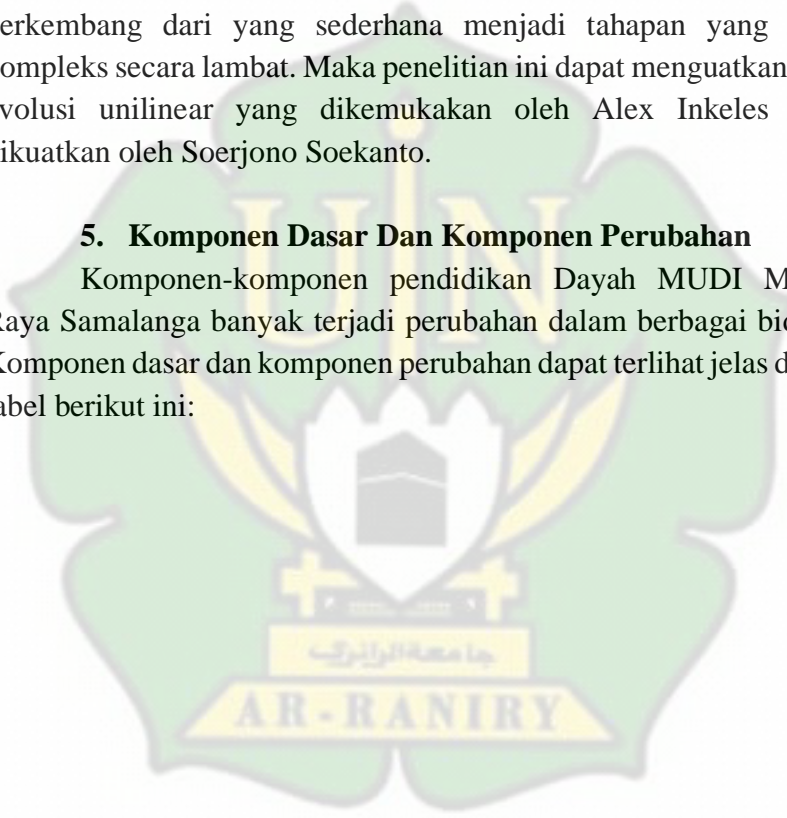 erkembang dari yang sederhana menjadi tahapan yang
ompleks secara lambat. Maka penelitian ini dapat menguatkan
volusi unilinear yang dikemukakan oleh Alex Inkeles
ikuatkan oleh Soerjono Soekanto.
5. Komponen Dasar Dan Komponen Perubahan
Komponen-komponen pendidikan Dayah MUDI M
Raya Samalanga banyak terjadi perubahan dalam berbagai bid
Komponen dasar dan komponen perubahan dapat terlihat jelas d
abel berikut ini:
UIN
جامعة الرانري
AR-RANIRY